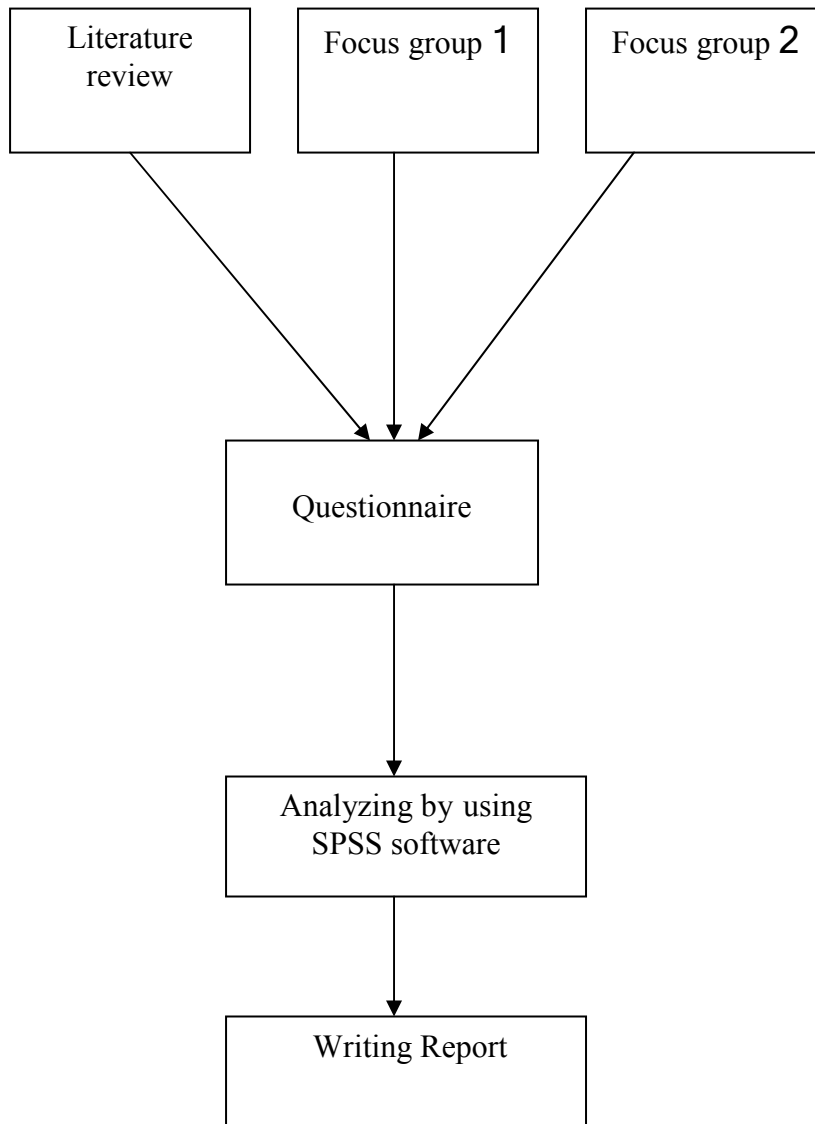 Literature
review
Focus group 1
Focus group 2
Questionnaire
Analyzing by using
SPSS software
Writing Report